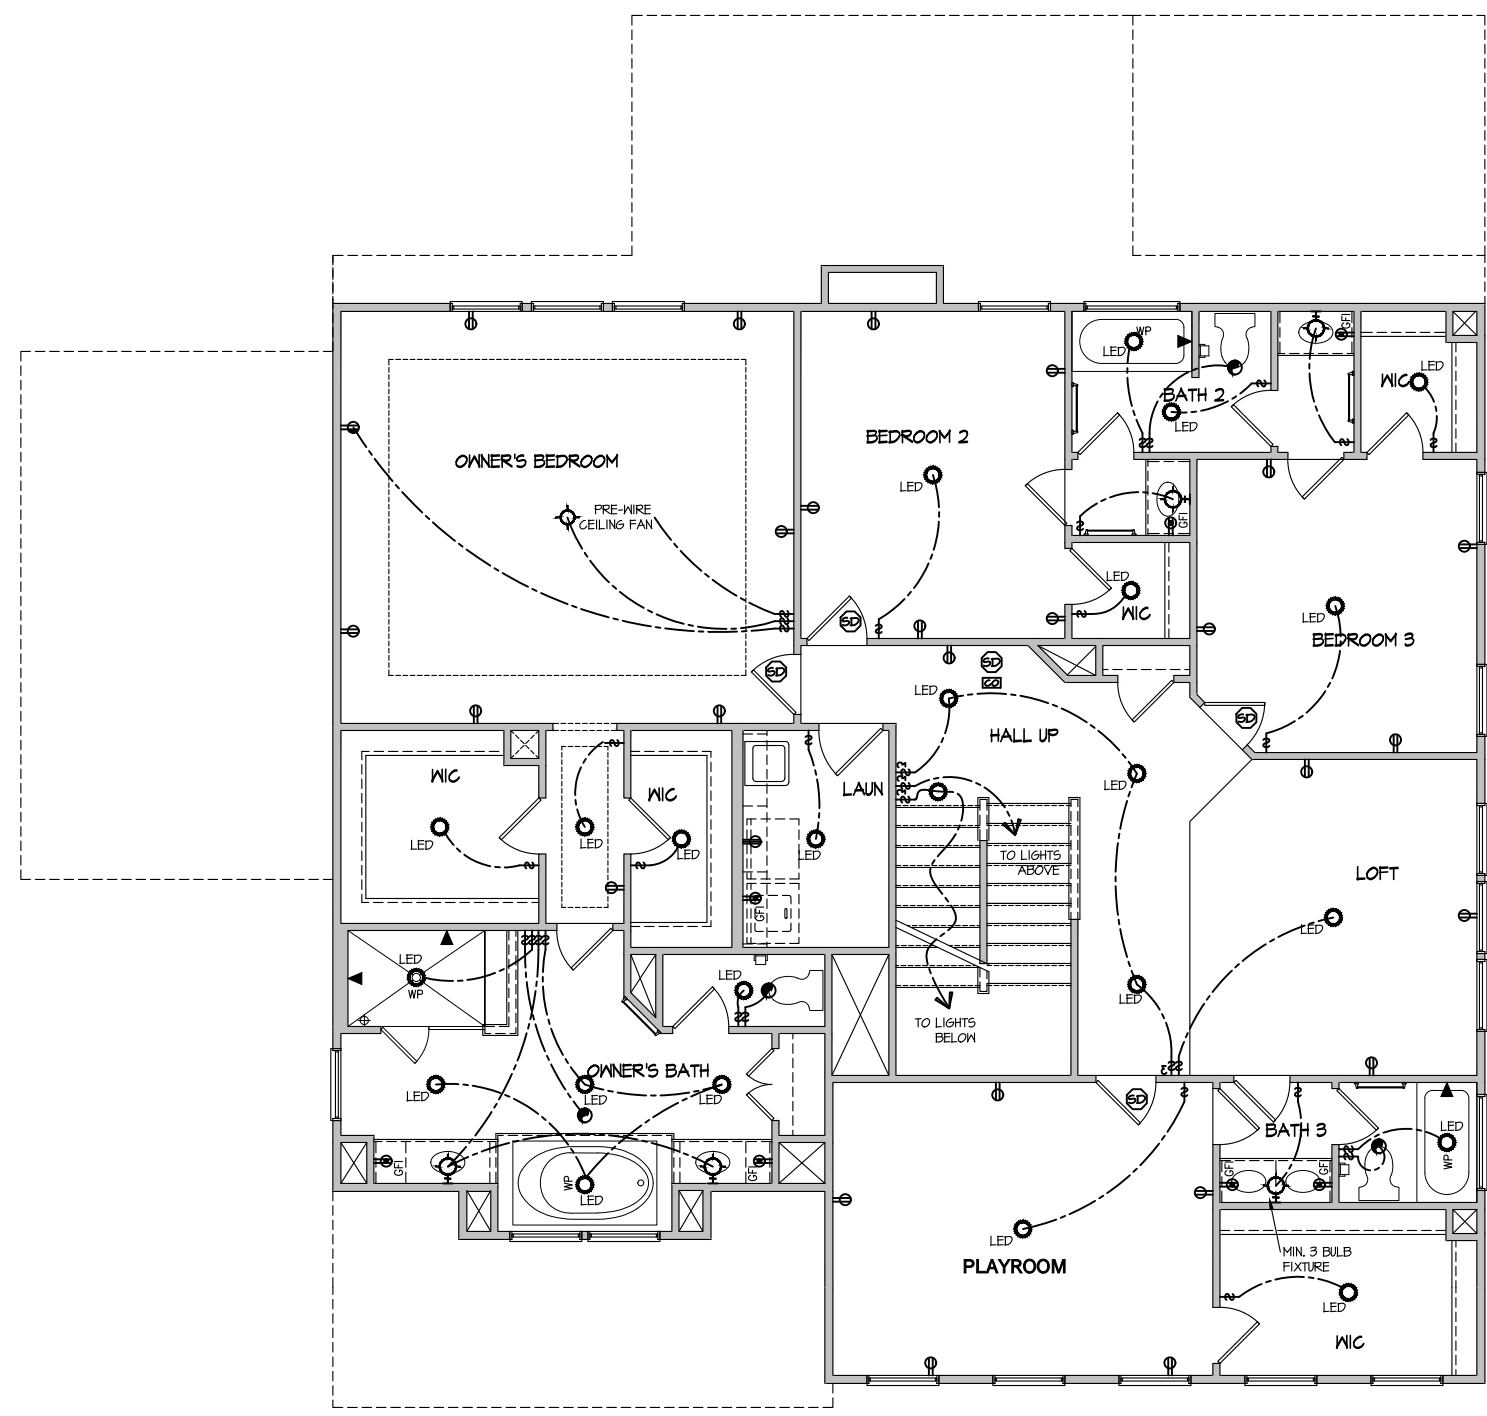 WP
GFI
LED
LED
WIC
BATH 2
LED
BEDROOM 2
OWNER'S BEDROOM
LED
PRE-WIRE
CEILING FAN
GFI
LED
WIC
LED
BEDROOM 3
SD
SD
SD
CO
LED
SD
HALL UP
WIC
WIC
LAUN
LED
LED
LED
LED
LED
TO LIGHTS
ABOVE
LOFT
GFI
LED
LED
WP
LED
LED
TO LIGHTS
BELOW
OWNER'S BATH
3
LED
LED
LED
SD
BATH 3
LED
WP
GFI
GFI
GFI
GFI
WP
LED
LED
PLAYROOM
MIN. 3 BULB
FIXTURE
LED
WIC